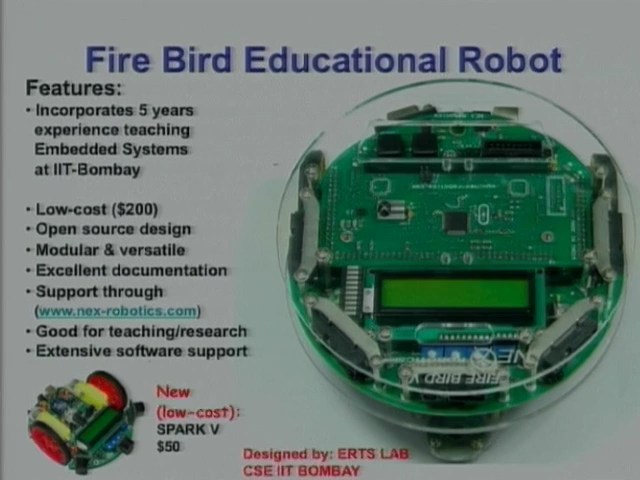 Fire Bird Educational Robot
Features:
• Incorporates 5 years
experience teaching
Embedded Systems
at IIT-Bombay
• Low-cost ($200)
• Open source design
• Modular & versatile
• Excellent documentation
• Support through
(www.nex-robotics.com)
• Good for teaching/research
• Extensive software support
New
(low-cost):
SPARK V
$50
FIRE BIRD V
Designed by: ERTS LAB
CSE IIT BOMBAY